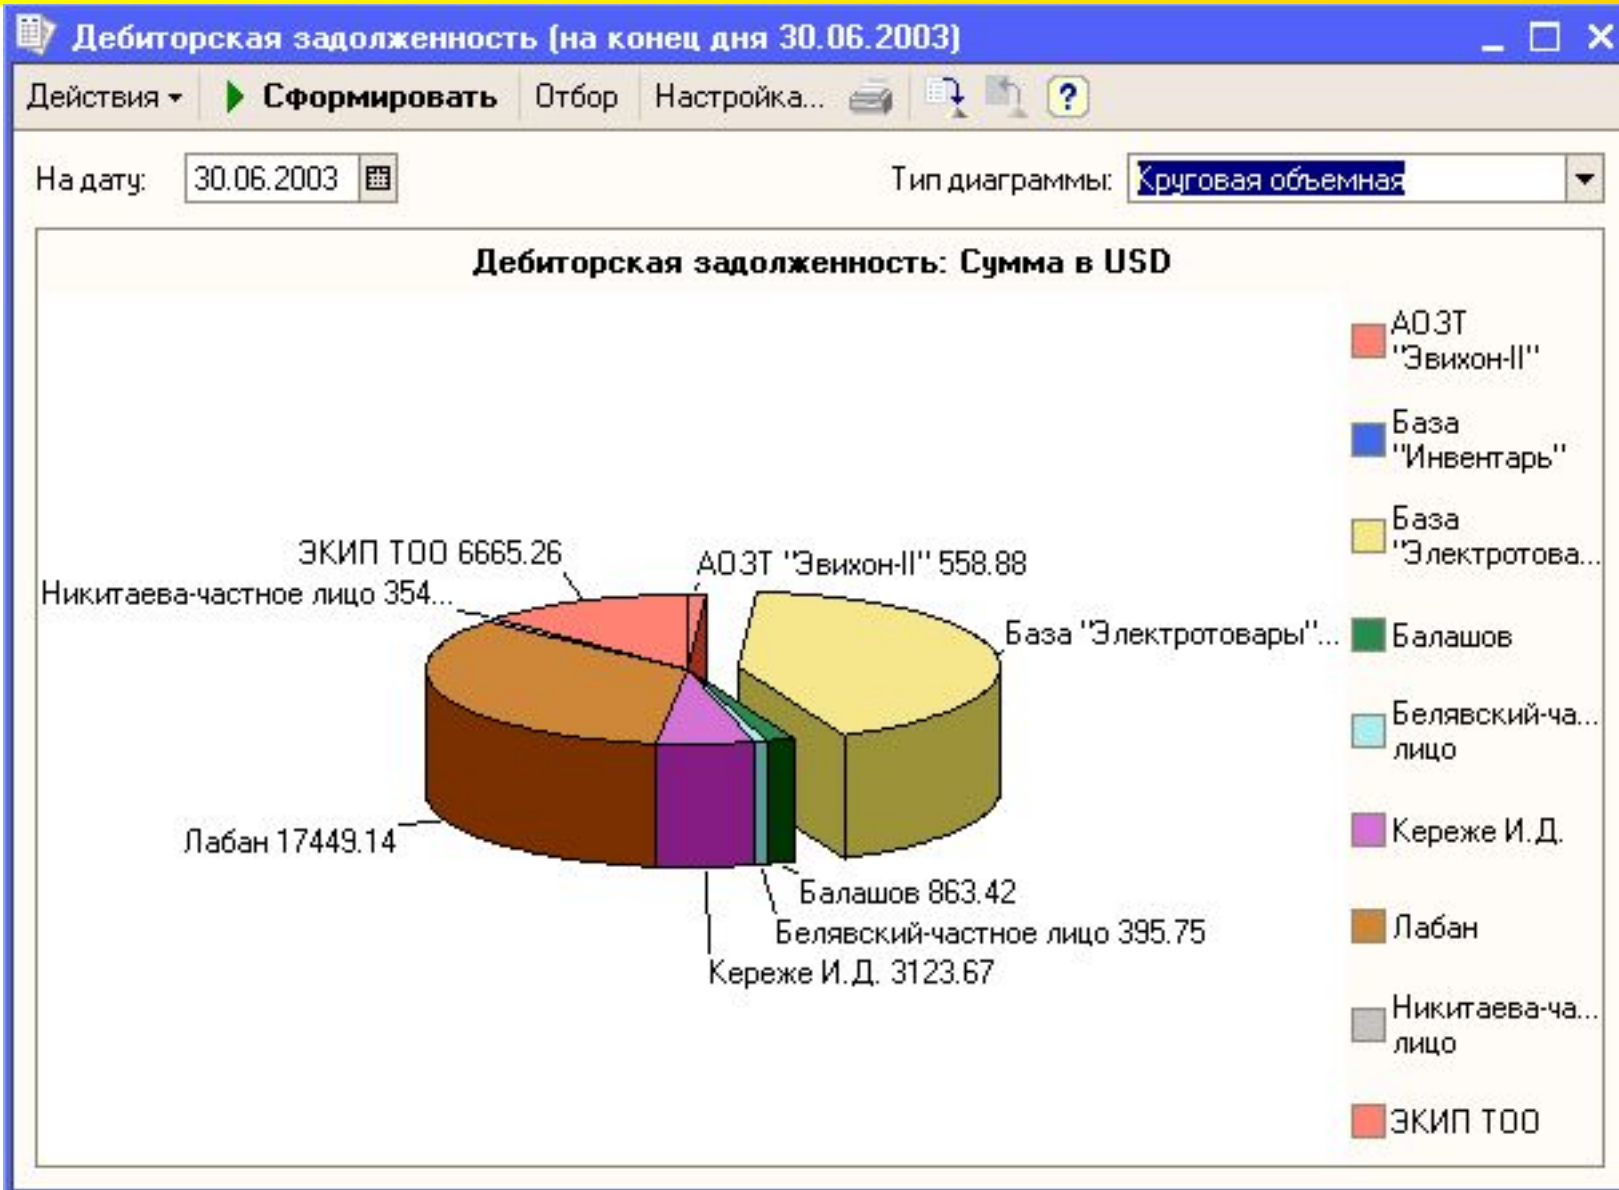 Дебиторская задолженность (на конец дня 30.06.2003)
Действия Сформировать Отбор Настройка... ?
На дату: 30.06.2003 Тип диаграммы: Круговая объемная
Дебиторская задолженность: Сумма в USD
ЭКИП ТОО 6665.26
АОЗТ "Эвихон-II" 558.88
Никитаева-частное лицо 354...
База "Электротовары"...
Лабан 17449.14
Балашов 863.42
Белявский-частное лицо 395.75
Кереже И.Д. 3123.67
АОЗТ
"Эвихон-II"
База
"Инвентарь"
База
"Электротова...
Балашов
Белявский-ча...
лицо
Кереже И.Д.
Лабан
Никитаева-ча...
лицо
ЭКИП ТОО